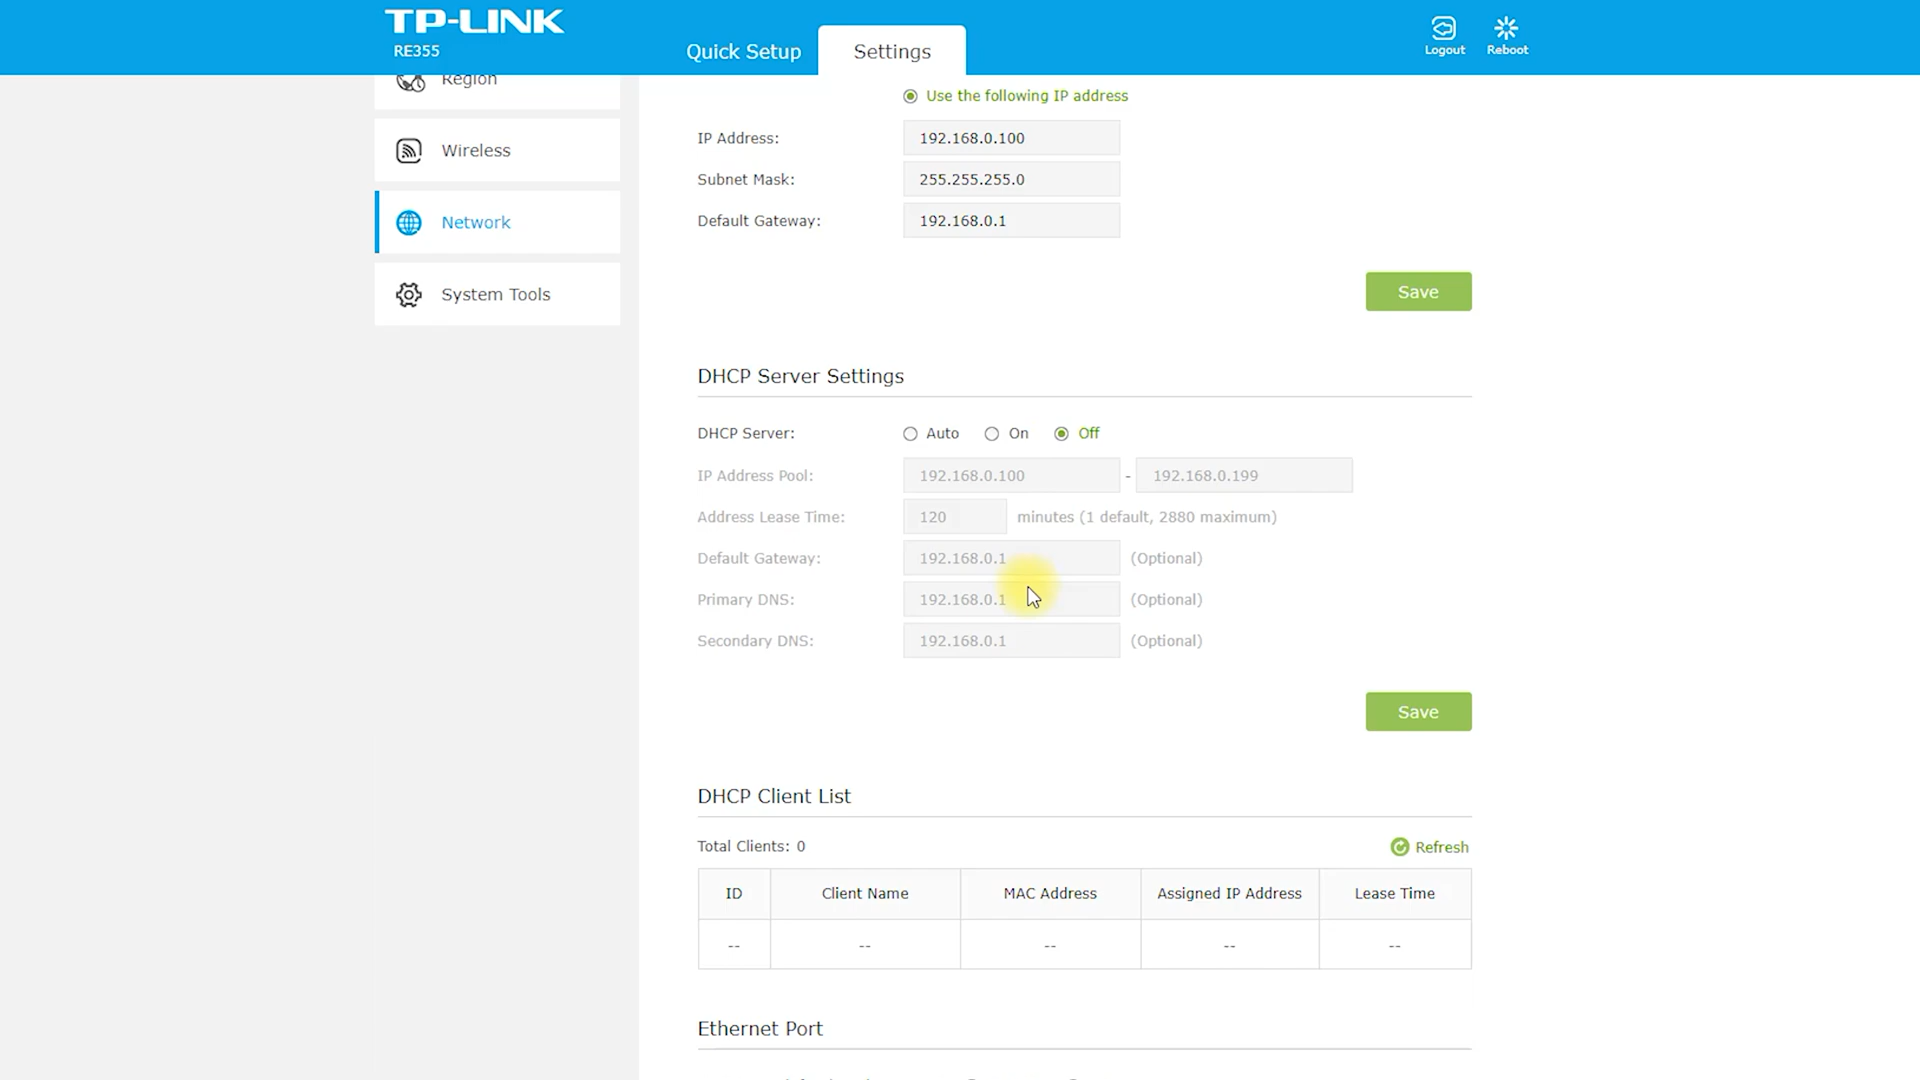 TP-LINK
RE355
Quick Setup
Settings
Logout
Reboot
Region
Wireless
Network
System Tools
Use the following IP address
IP Address: 192.168.0.100
Subnet Mask: 255.255.255.0
Default Gateway: 192.168.0.1
Save
DHCP Server Settings
DHCP Server: Auto On Off
IP Address Pool: 192.168.0.100 - 192.168.0.199
Address Lease Time: 120 minutes (1 default, 2880 maximum)
Default Gateway: 192.168.0.1 (Optional)
Primary DNS: 192.168.0.1 (Optional)
Secondary DNS: 192.168.0.1 (Optional)
Save
DHCP Client List
Total Clients: 0 Refresh
ID Client Name MAC Address Assigned IP Address Lease Time
-- -- -- -- --
Ethernet Port